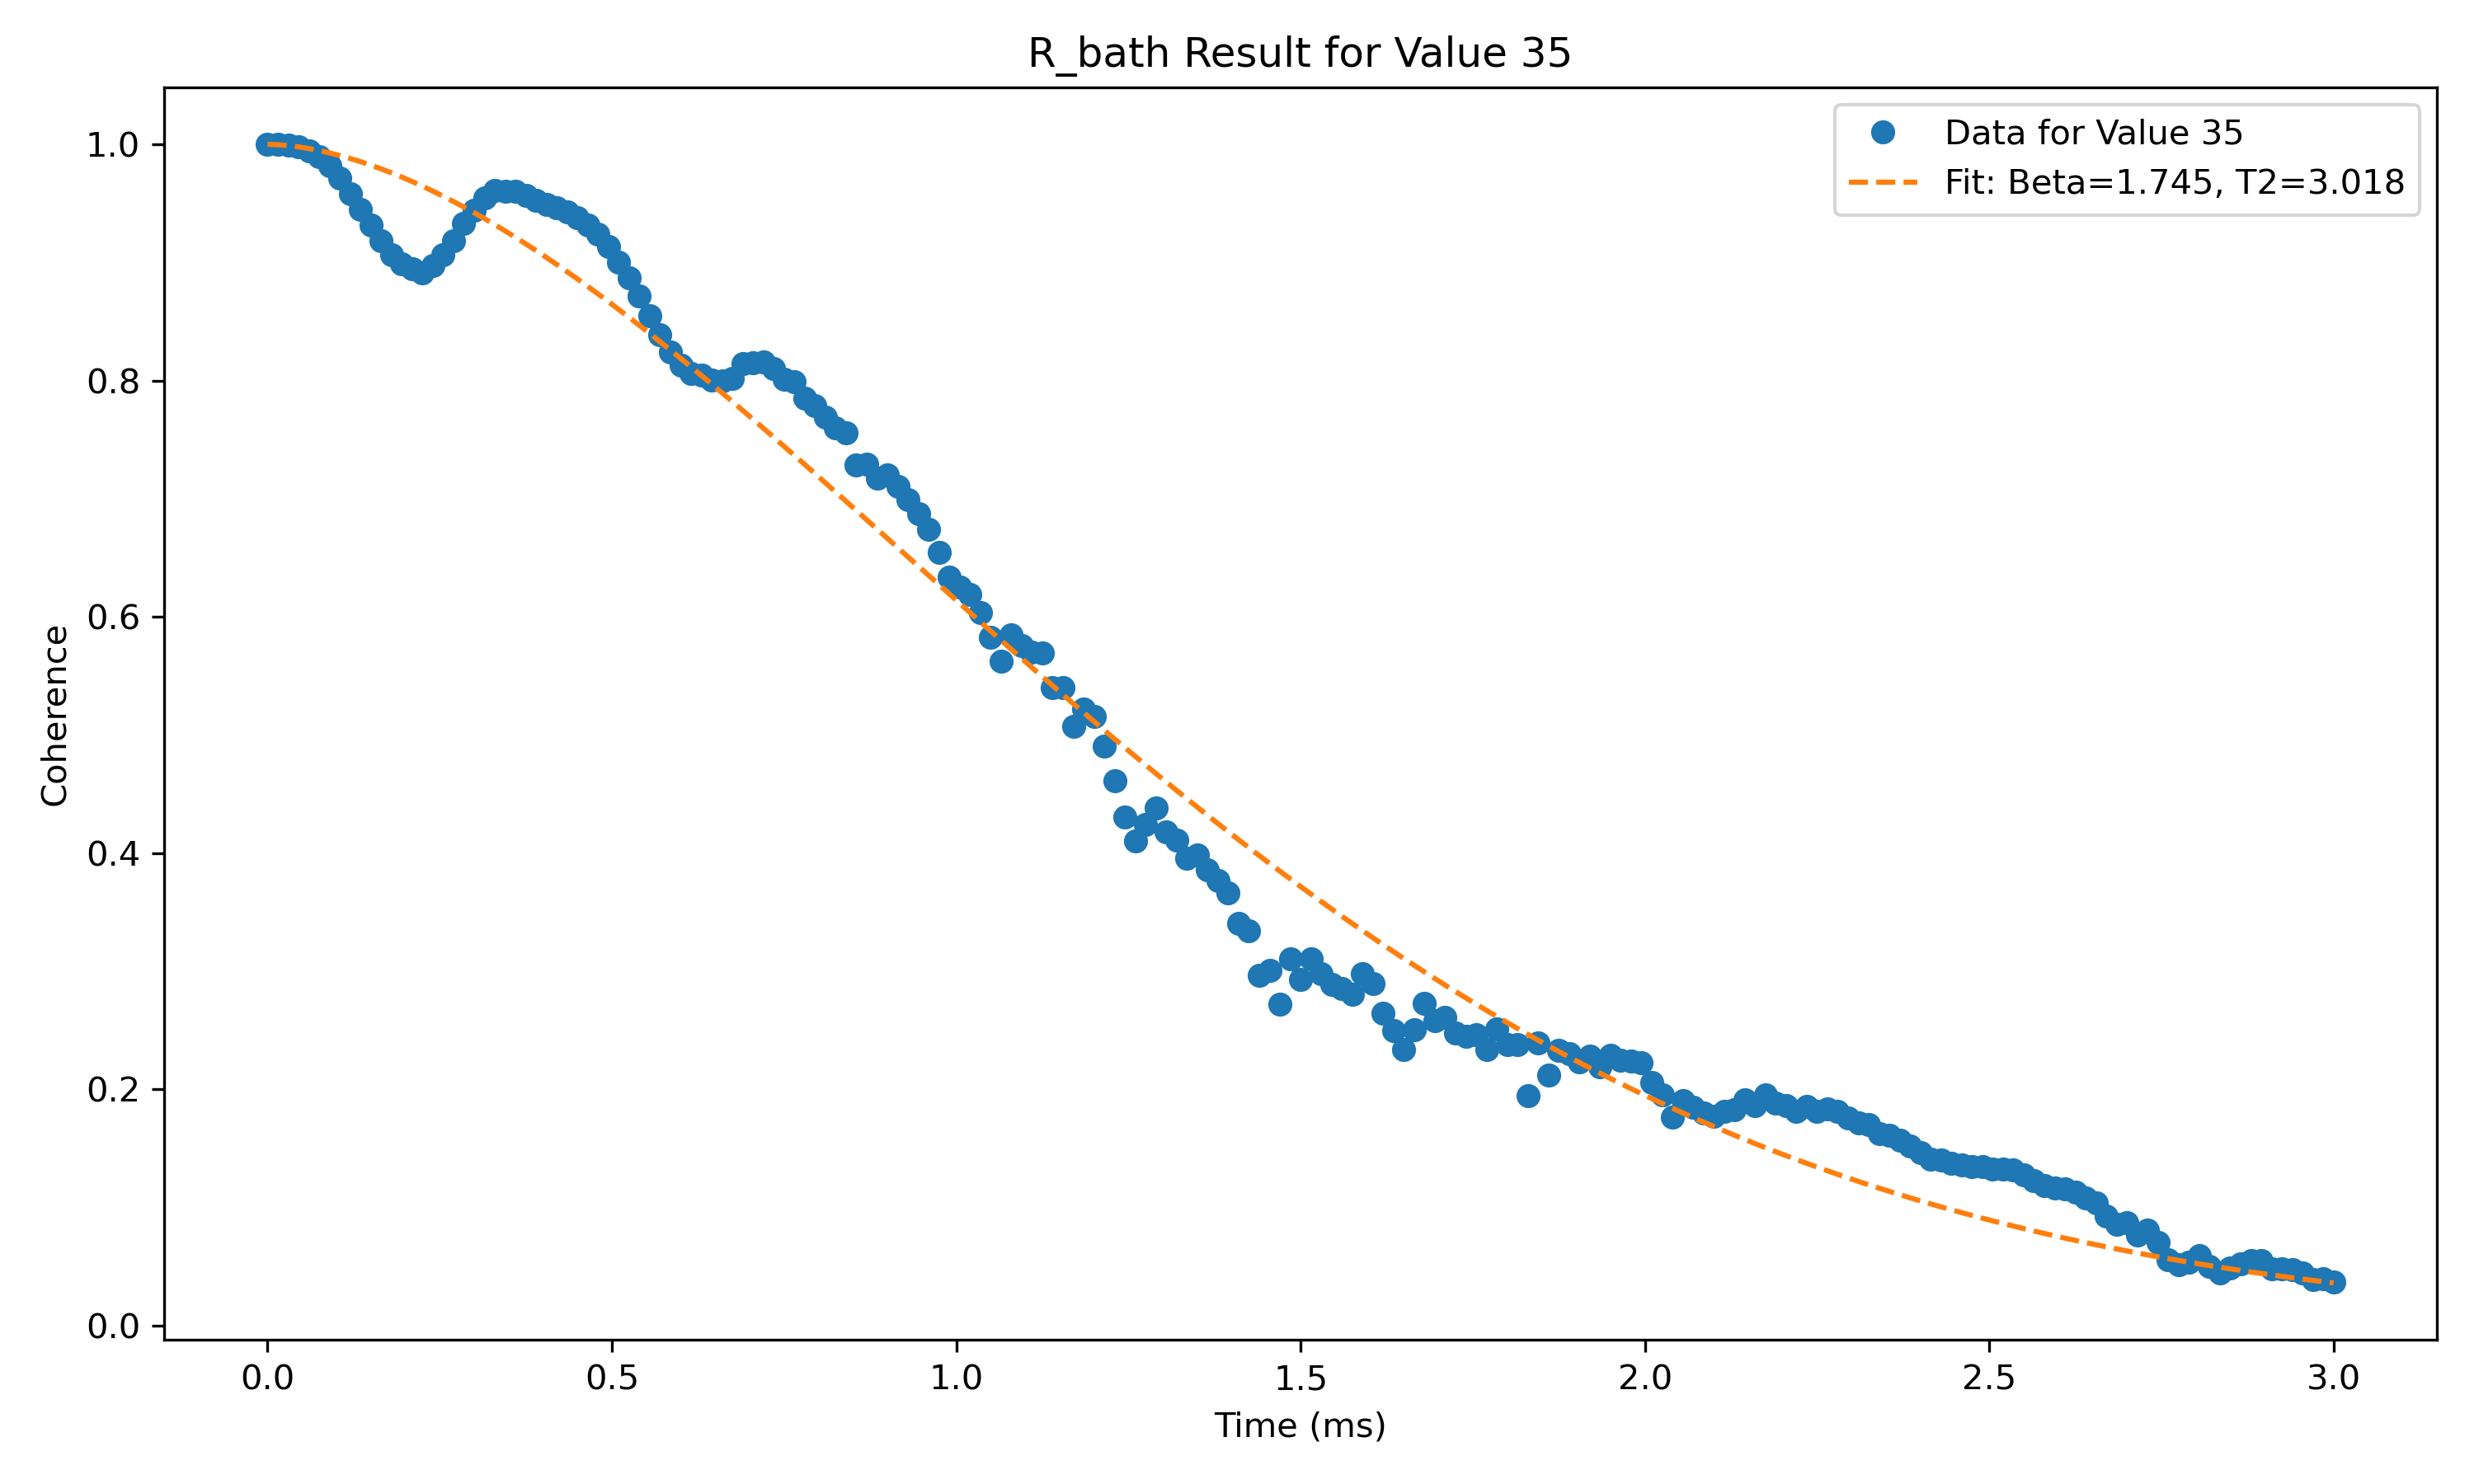 R_bath Result for Value 35
Data for Value 35
Fit: Beta=1.745, T2=3.018
Coherence
1.0
0.8
0.6
0.4
0.2
0.0
0.0 0.5 1.0 1.5 2.0 2.5 3.0
Time (ms)